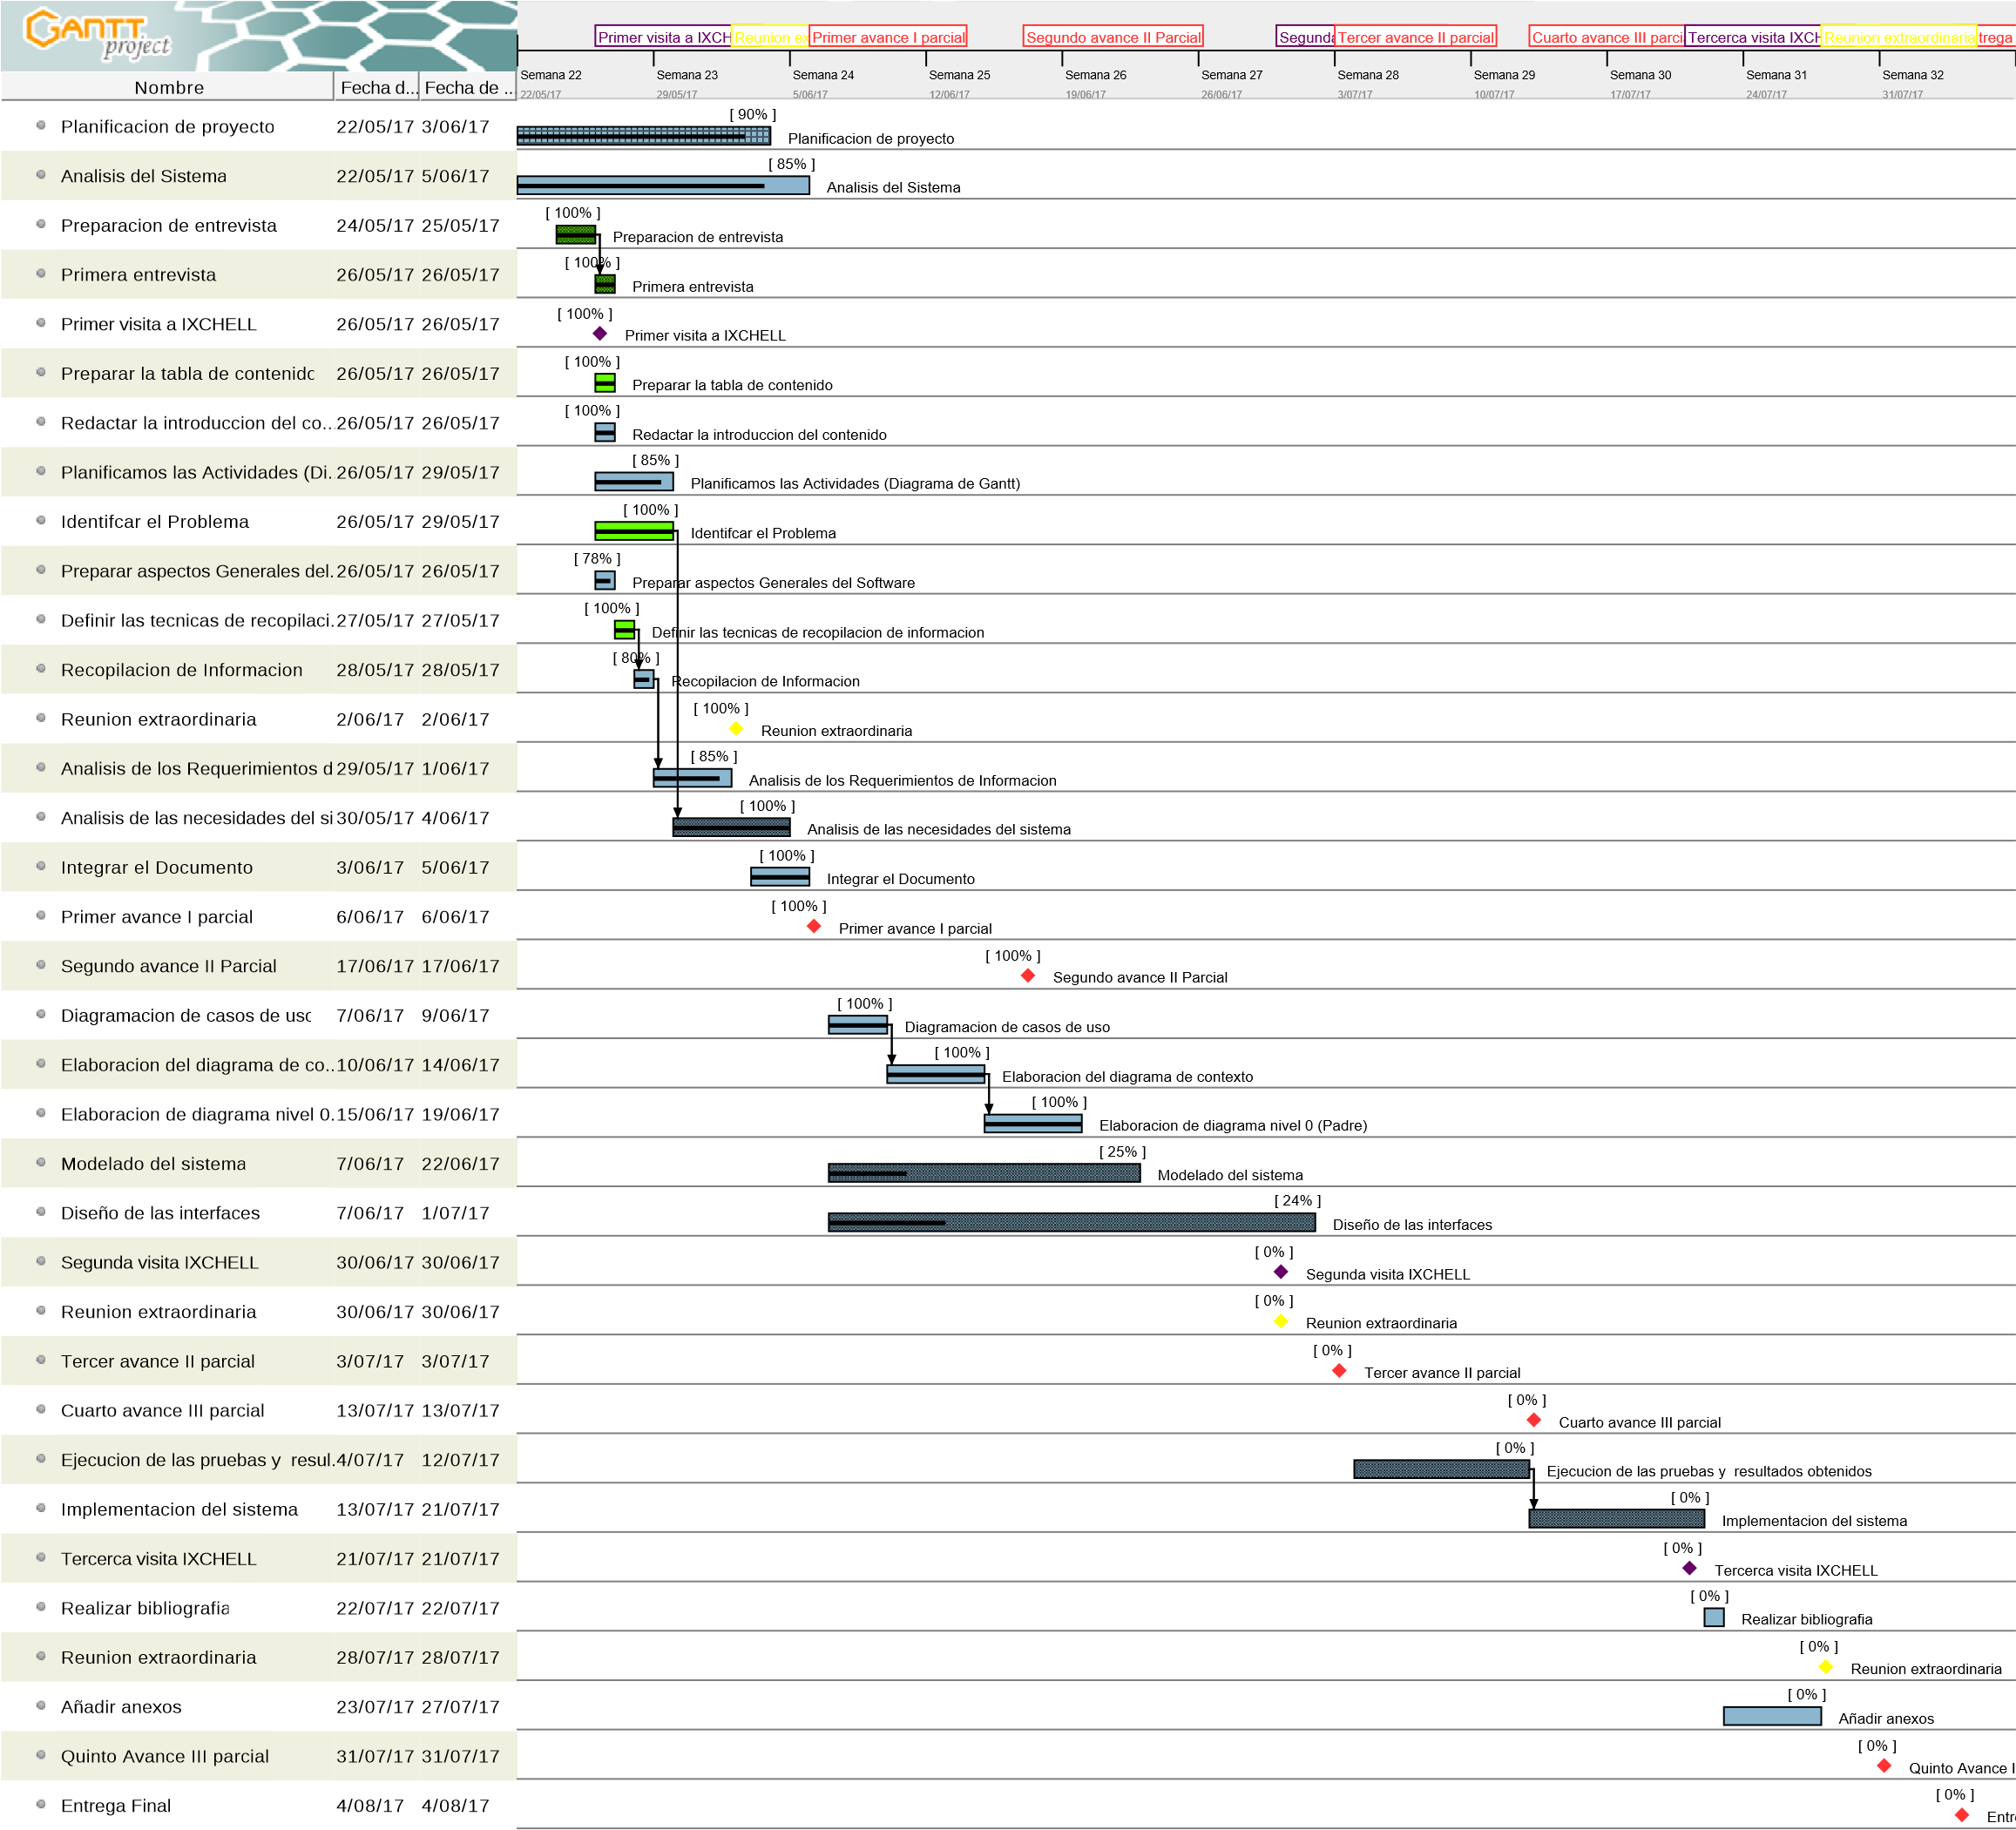 GANTT project
Primer visita a IXCH Reunion ex Primer avance I parcial Segundo avance II Parcial Segunda Tercer avance II parcial Cuarto avance III parci Tercerca visita IXCH Reunion extraordinaria trega
Semana 22 Semana 23 Semana 24 Semana 25 Semana 26 Semana 27 Semana 28 Semana 29 Semana 30 Semana 31 Semana 32
Nombre Fecha d... Fecha de ... 22/05/17 29/05/17 5/06/17 12/06/17 19/06/17 26/06/17 3/07/17 10/07/17 17/07/17 24/07/17 31/07/17
Planificacion de proyecto 22/05/17 3/06/17 [ 90% ] Planificacion de proyecto
Analisis del Sistema 22/05/17 5/06/17 [ 85% ] Analisis del Sistema
Preparacion de entrevista 24/05/17 25/05/17 [ 100% ] Preparacion de entrevista
Primera entrevista 26/05/17 26/05/17 [ 100% ] Primera entrevista
Primer visita a IXCHELL 26/05/17 26/05/17 [ 100% ] Primer visita a IXCHELL
Preparar la tabla de contenido 26/05/17 26/05/17 [ 100% ] Preparar la tabla de contenido
Redactar la introduccion del co... 26/05/17 26/05/17 [ 100% ] Redactar la introduccion del contenido
Planificamos las Actividades (Di. 26/05/17 29/05/17 [ 85% ] Planificamos las Actividades (Diagrama de Gantt)
Identifcar el Problema 26/05/17 29/05/17 [ 100% ] Identifcar el Problema
Preparar aspectos Generales del. 26/05/17 26/05/17 [ 78% ] Preparar aspectos Generales del Software
Definir las tecnicas de recopilaci. 27/05/17 27/05/17 [ 100% ] Definir las tecnicas de recopilacion de informacion
Recopilacion de Informacion 28/05/17 28/05/17 [ 80% ] Recopilacion de Informacion
Reunion extraordinaria 2/06/17 2/06/17 [ 100% ] Reunion extraordinaria
Analisis de los Requerimientos d 29/05/17 1/06/17 [ 85% ] Analisis de los Requerimientos de Informacion
Analisis de las necesidades del si 30/05/17 4/06/17 [ 100% ] Analisis de las necesidades del sistema
Integrar el Documento 3/06/17 5/06/17 [ 100% ] Integrar el Documento
Primer avance I parcial 6/06/17 6/06/17 [ 100% ] Primer avance I parcial
Segundo avance II Parcial 17/06/17 17/06/17 [ 100% ] Segundo avance II Parcial
Diagramacion de casos de uso 7/06/17 9/06/17 [ 100% ] Diagramacion de casos de uso
Elaboracion del diagrama de co.. 10/06/17 14/06/17 [ 100% ] Elaboracion del diagrama de contexto
Elaboracion de diagrama nivel 0. 15/06/17 19/06/17 [ 100% ] Elaboracion de diagrama nivel 0 (Padre)
Modelado del sistema 7/06/17 22/06/17 [ 25% ] Modelado del sistema
Diseño de las interfaces 7/06/17 1/07/17 [ 24% ] Diseño de las interfaces
Segunda visita IXCHELL 30/06/17 30/06/17 [ 0% ] Segunda visita IXCHELL
Reunion extraordinaria 30/06/17 30/06/17 [ 0% ] Reunion extraordinaria
Tercer avance II parcial 3/07/17 3/07/17 [ 0% ] Tercer avance II parcial
Cuarto avance III parcial 13/07/17 13/07/17 [ 0% ] Cuarto avance III parcial
Ejecucion de las pruebas y resul. 4/07/17 12/07/17 [ 0% ] Ejecucion de las pruebas y resultados obtenidos
Implementacion del sistema 13/07/17 21/07/17 [ 0% ] Implementacion del sistema
Tercerca visita IXCHELL 21/07/17 21/07/17 [ 0% ] Tercerca visita IXCHELL
Realizar bibliografia 22/07/17 22/07/17 [ 0% ] Realizar bibliografia
Reunion extraordinaria 28/07/17 28/07/17 [ 0% ] Reunion extraordinaria
Añadir anexos 23/07/17 27/07/17 [ 0% ] Añadir anexos
Quinto Avance III parcial 31/07/17 31/07/17 [ 0% ] Quinto Avance I
Entrega Final 4/08/17 4/08/17 [ 0% ] Entr